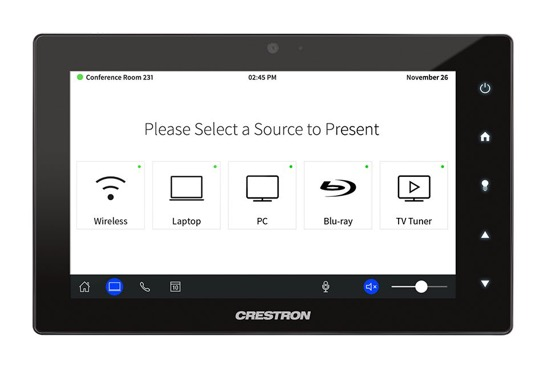 Conference Room 231 02:45 PM November 26
Please Select a Source to Present
Wireless Laptop PC Blu-ray TV Tuner
10
CRESTRON